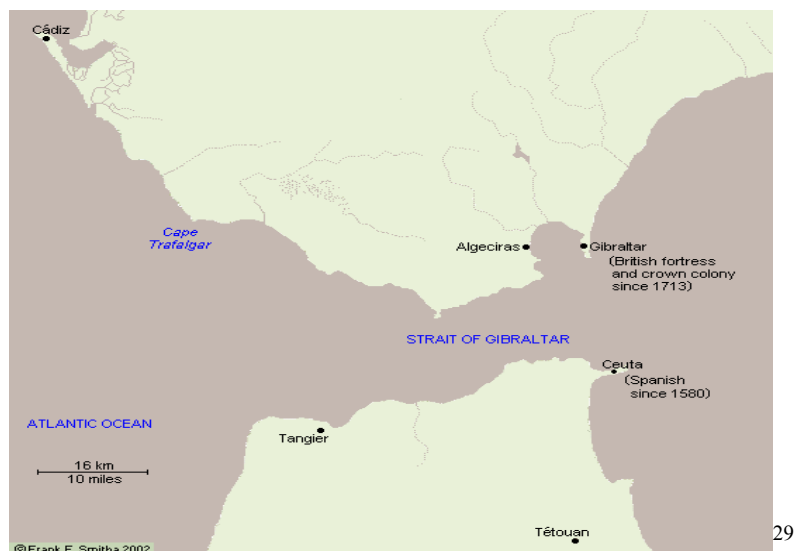 Cádiz
Cape
Trafalgar
Algeciras
Gibraltar
(British fortress
and crown colony
since 1713)
STRAIT OF GIBRALTAR
Ceuta
(Spanish
since 1580)
ATLANTIC OCEAN
Tangier
16 km
10 miles
Tétouan
29
©Frank E. Smitha 2002